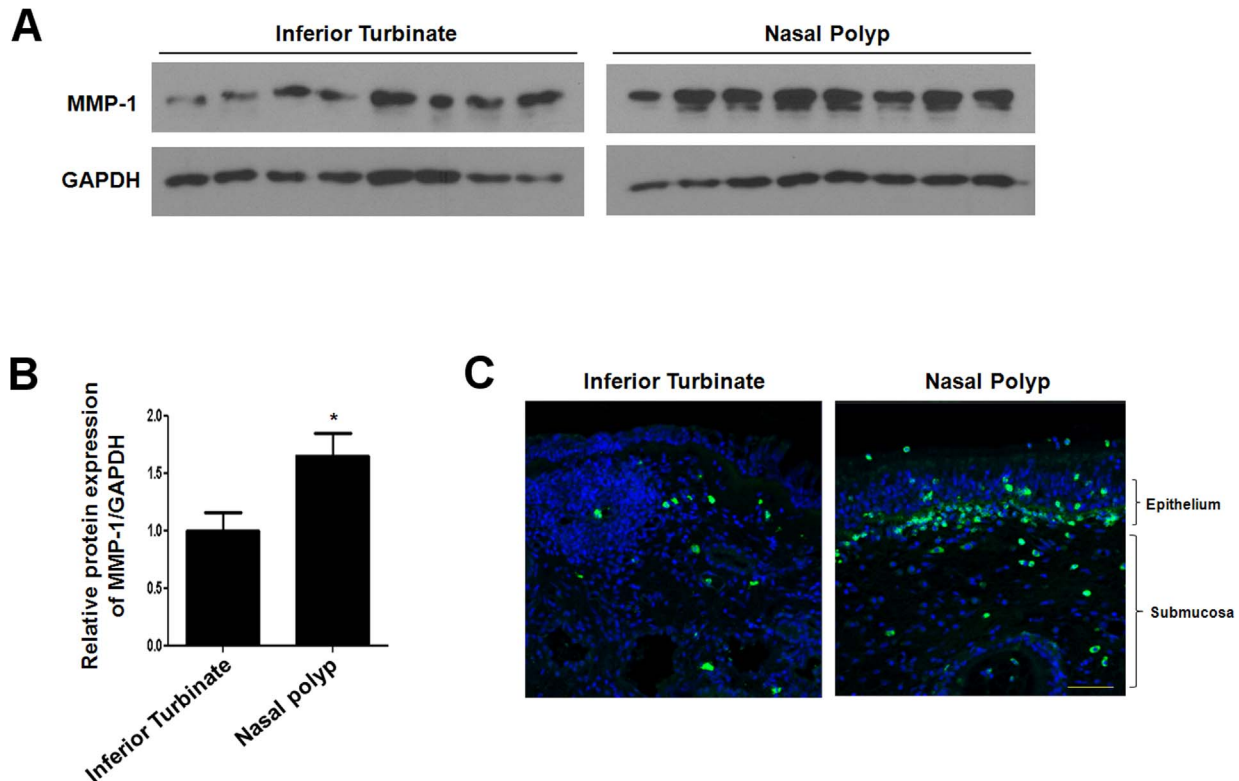 A
Inferior Turbinate
Nasal Polyp
MMP-1
GAPDH
B
Relative protein expression
of MMP-1/GAPDH
2.0
1.5
1.0
0.5
0.0
*
Inferior Turbinate
Nasal polyp
C
Inferior Turbinate
Nasal Polyp
Epithelium
Submucosa